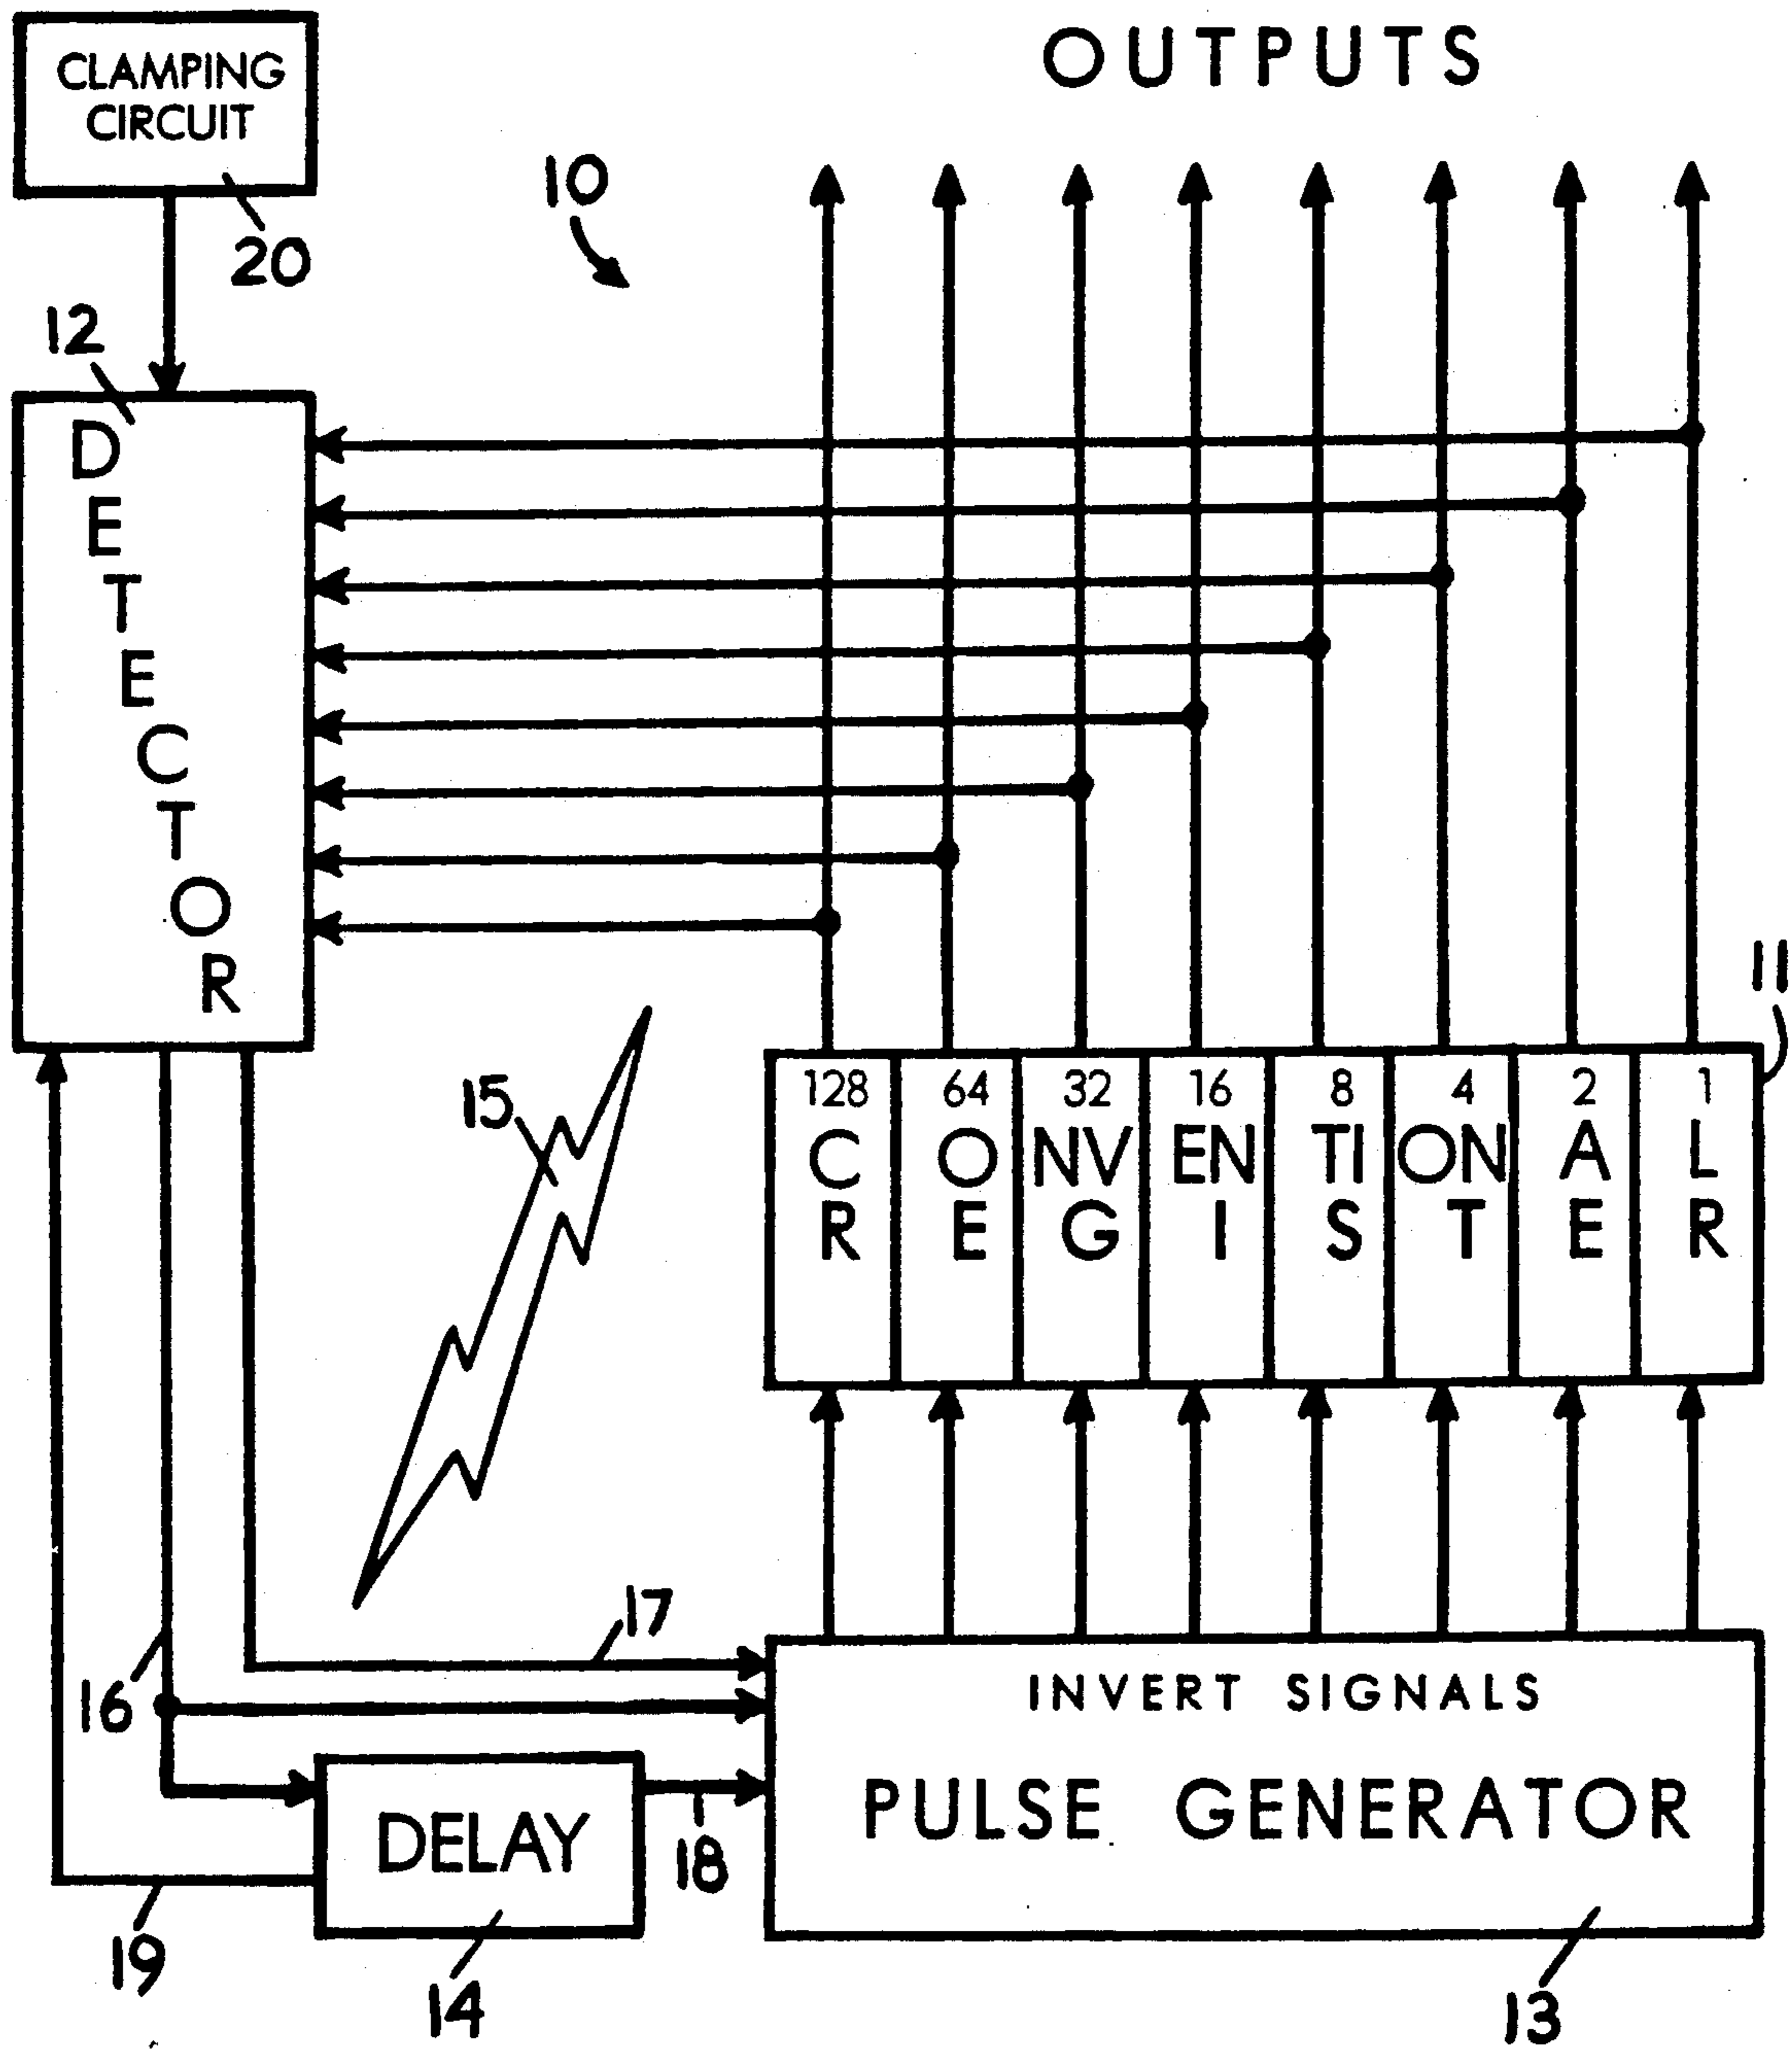 CLAMPING
CIRCUIT
OUTPUTS
10
20
12
DETECTOR
11
15
128 64 32 16 8 4 2 1
C O NV EN TI ON A L
R E G I S T E R
17
16
INVERT SIGNALS
PULSE GENERATOR
DELAY
18
19
14
13